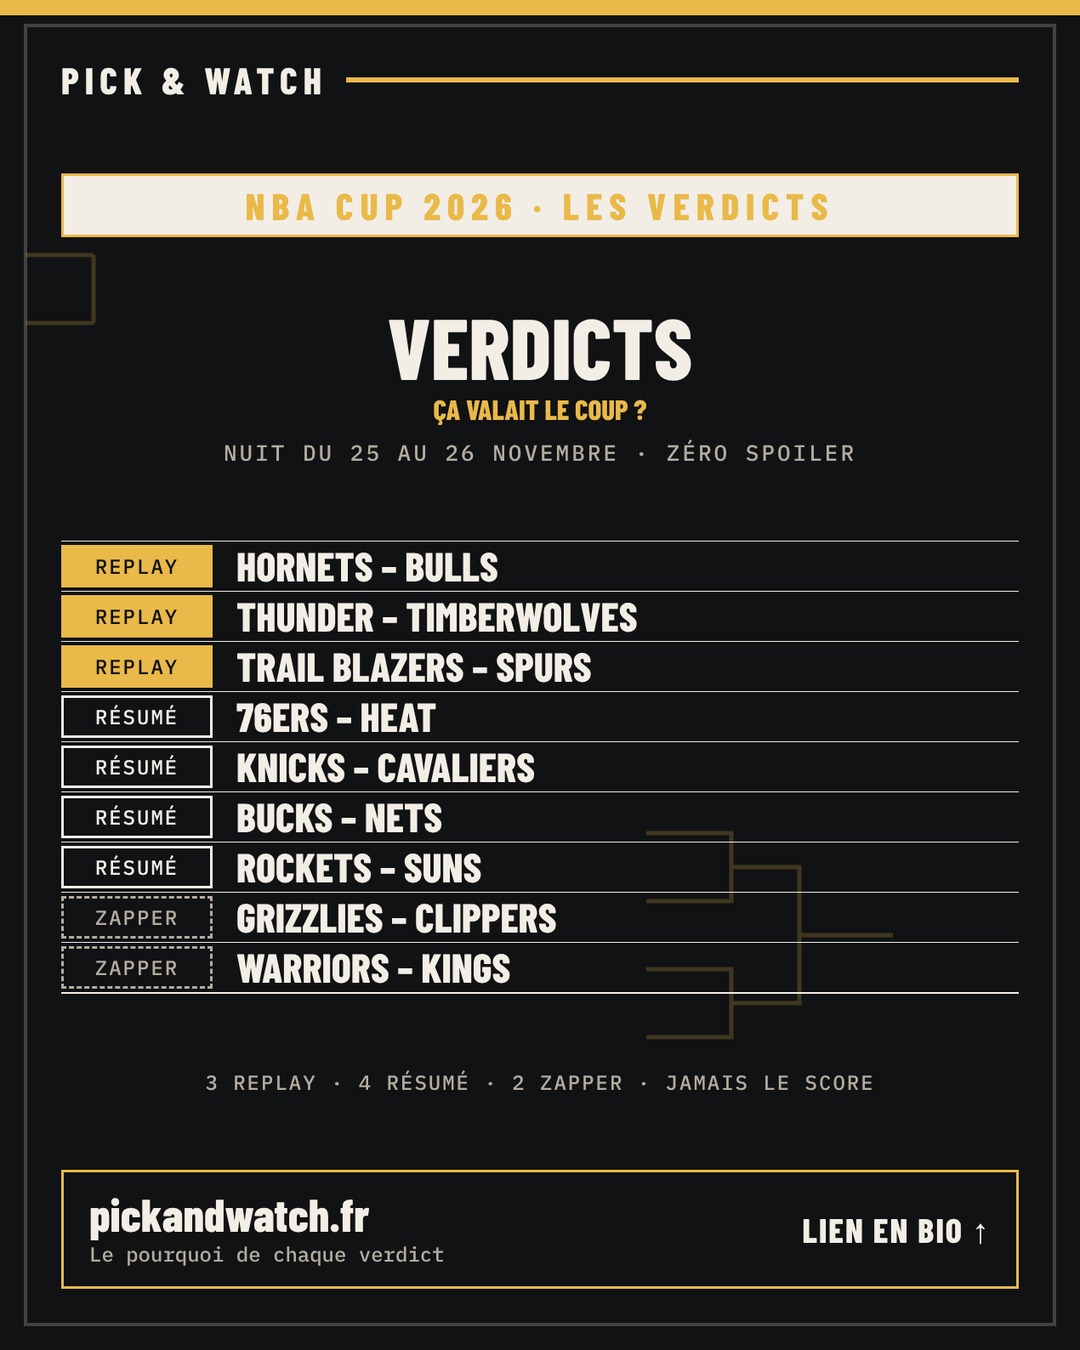 PICK & WATCH
NBA CUP 2026 · LES VERDICTS
VERDICTS
ÇA VALAIT LE COUP ?
NUIT DU 25 AU 26 NOVEMBRE · ZÉRO SPOILER
REPLAY HORNETS – BULLS
REPLAY THUNDER – TIMBERWOLVES
REPLAY TRAIL BLAZERS – SPURS
RÉSUMÉ 76ERS – HEAT
RÉSUMÉ KNICKS – CAVALIERS
RÉSUMÉ BUCKS – NETS
RÉSUMÉ ROCKETS – SUNS
ZAPPER GRIZZLIES – CLIPPERS
ZAPPER WARRIORS – KINGS
3 REPLAY · 4 RÉSUMÉ · 2 ZAPPER · JAMAIS LE SCORE
pickandwatch.fr
Le pourquoi de chaque verdict
LIEN EN BIO ↑